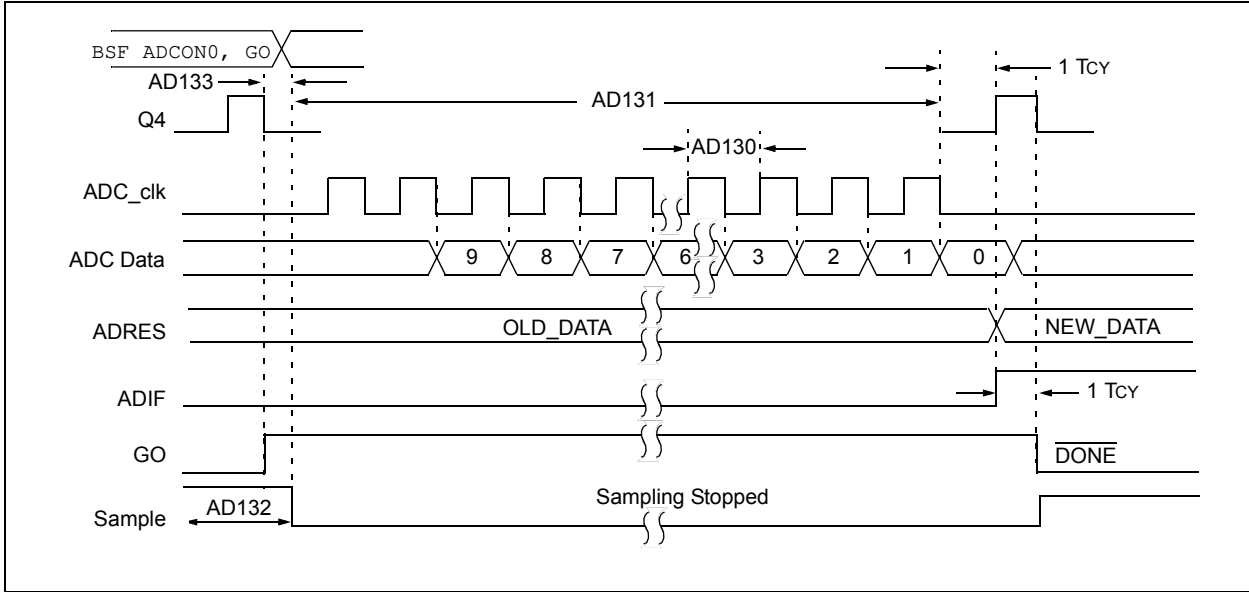 BSF ADCON0, GO
AD133
1 TCY
AD131
Q4
AD130
ADC_clk
ADC Data
9 8 7 6 3 2 1 0
ADRES
OLD_DATA
NEW_DATA
ADIF
1 TCY
GO
DONE
Sampling Stopped
AD132
Sample